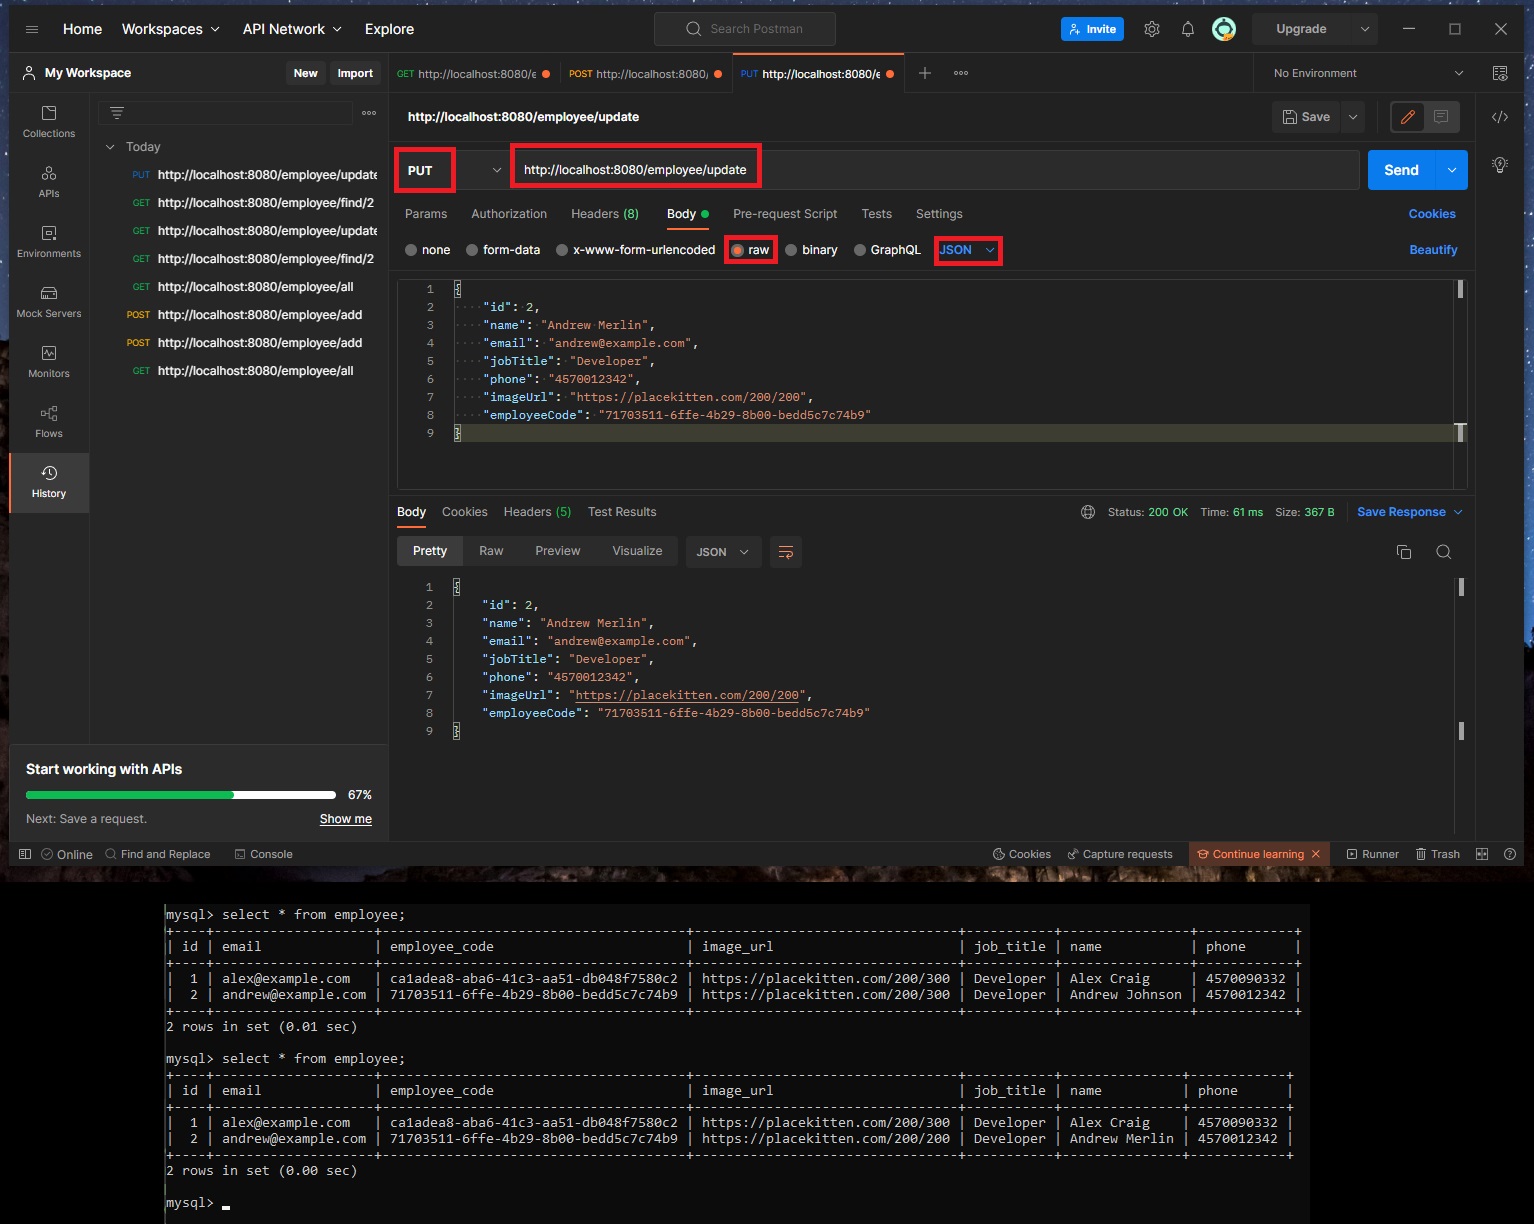 Home Workspaces API Network Explore Search Postman Invite Upgrade
My Workspace New Import GET http://localhost:8080/e POST http://localhost:8080/ PUT http://localhost:8080/e No Environment
Collections
APIs
Environments
Mock Servers
Monitors
Flows
History
Today
PUT http://localhost:8080/employee/update
GET http://localhost:8080/employee/find/2
GET http://localhost:8080/employee/update
GET http://localhost:8080/employee/find/2
GET http://localhost:8080/employee/all
POST http://localhost:8080/employee/add
POST http://localhost:8080/employee/add
GET http://localhost:8080/employee/all
Start working with APIs
67%
Next: Save a request. Show me
http://localhost:8080/employee/update Save
PUT http://localhost:8080/employee/update Send
Params Authorization Headers (8) Body Pre-request Script Tests Settings Cookies
none form-data x-www-form-urlencoded raw binary GraphQL JSON Beautify
1 {
2 "id": 2,
3 "name": "Andrew Merlin",
4 "email": "andrew@example.com",
5 "jobTitle": "Developer",
6 "phone": "4570012342",
7 "imageUrl": "https://placekitten.com/200/200",
8 "employeeCode": "71703511-6ffe-4b29-8b00-bedd5c7c74b9"
9 }
Body Cookies Headers (5) Test Results Status: 200 OK Time: 61 ms Size: 367 B Save Response
Pretty Raw Preview Visualize JSON
1 {
2 "id": 2,
3 "name": "Andrew Merlin",
4 "email": "andrew@example.com",
5 "jobTitle": "Developer",
6 "phone": "4570012342",
7 "imageUrl": "https://placekitten.com/200/200",
8 "employeeCode": "71703511-6ffe-4b29-8b00-bedd5c7c74b9"
9 }
Online Find and Replace Console Cookies Capture requests Continue learning Runner Trash
mysql> select * from employee;
+----+--------------------+--------------------------------------+---------------------------------+-----------+----------------+------------+
| id | email | employee_code | image_url | job_title | name | phone |
+----+--------------------+--------------------------------------+---------------------------------+-----------+----------------+------------+
| 1 | alex@example.com | ca1adea8-aba6-41c3-aa51-db048f7580c2 | https://placekitten.com/200/300 | Developer | Alex Craig | 4570090332 |
| 2 | andrew@example.com | 71703511-6ffe-4b29-8b00-bedd5c7c74b9 | https://placekitten.com/200/300 | Developer | Andrew Johnson | 4570012342 |
+----+--------------------+--------------------------------------+---------------------------------+-----------+----------------+------------+
2 rows in set (0.01 sec)
mysql> select * from employee;
+----+--------------------+--------------------------------------+---------------------------------+-----------+---------------+------------+
| id | email | employee_code | image_url | job_title | name | phone |
+----+--------------------+--------------------------------------+---------------------------------+-----------+---------------+------------+
| 1 | alex@example.com | ca1adea8-aba6-41c3-aa51-db048f7580c2 | https://placekitten.com/200/300 | Developer | Alex Craig | 4570090332 |
| 2 | andrew@example.com | 71703511-6ffe-4b29-8b00-bedd5c7c74b9 | https://placekitten.com/200/200 | Developer | Andrew Merlin | 4570012342 |
+----+--------------------+--------------------------------------+---------------------------------+-----------+---------------+------------+
2 rows in set (0.00 sec)
mysql>